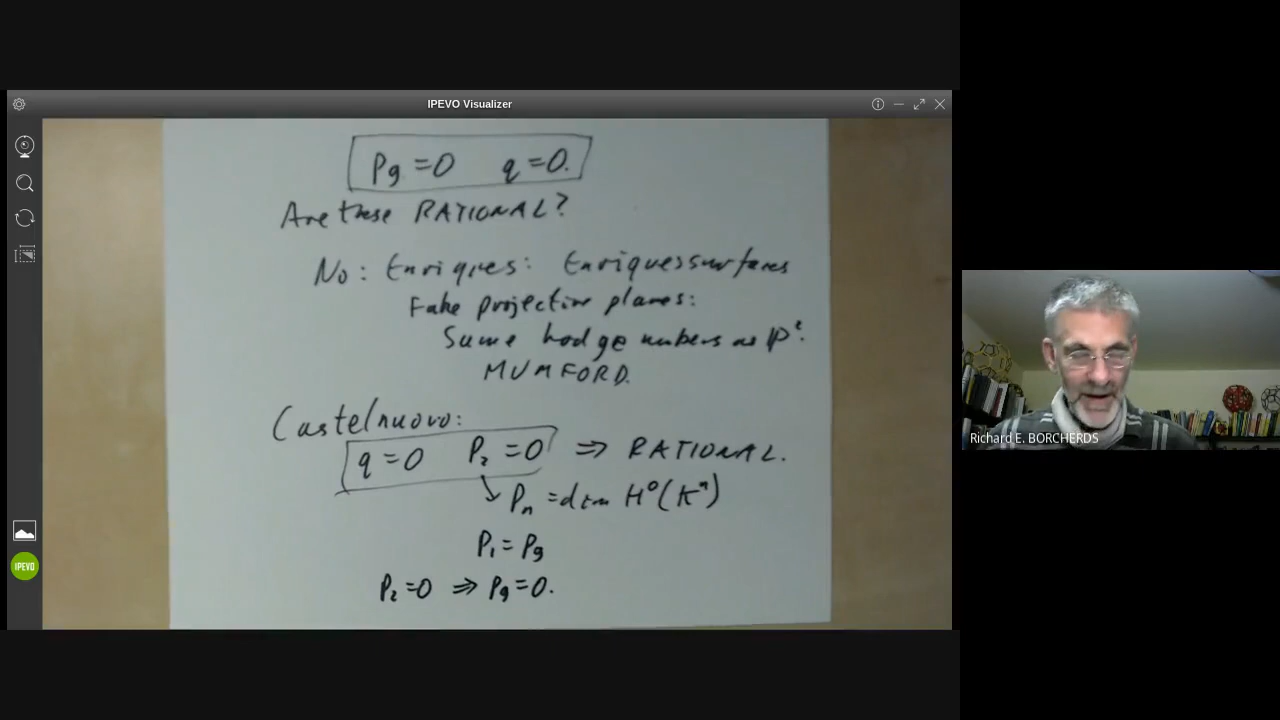 IPEVO Visualizer
Pg = 0 q = 0.
Are these RATIONAL?
No: Enriques: Enriques surfaces
Fake projective planes:
Same hodge numbers as P².
MUMFORD.
Castelnuovo:
q = 0 P₂ = 0 ⇒ RATIONAL.
Pₙ = dim H⁰(Kⁿ)
P₁ = Pg
P₂ = 0 ⇒ Pg = 0.
IPEVO
Richard E. BORCHERDS